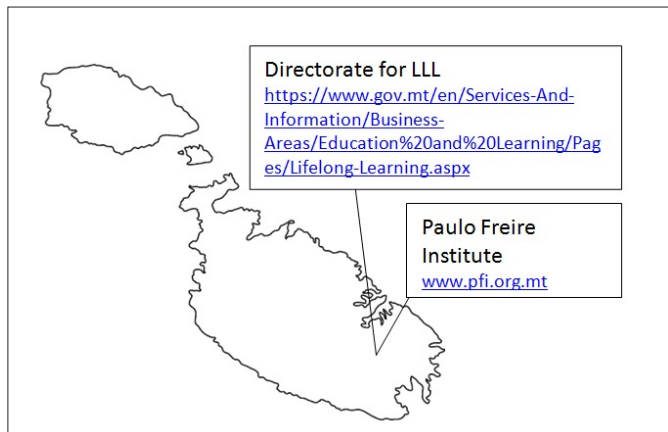 Directorate for LLL
https://www.gov.mt/en/Services-And-
Information/Business-
Areas/Education%20and%20Learning/Pag
es/Lifelong-Learning.aspx
Paulo Freire
Institute
www.pfi.org.mt